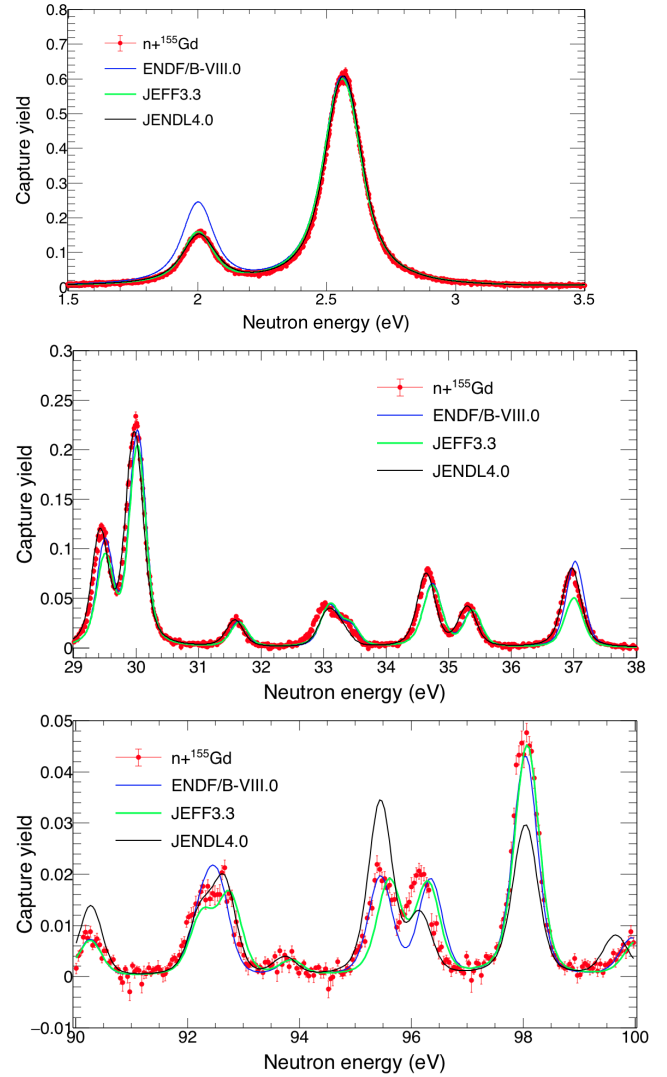 0.8
0.7
0.6
0.5
0.4
0.3
0.2
0.1
0
Capture yield
n+¹⁵⁵Gd
ENDF/B-VIII.0
JEFF3.3
JENDL4.0
1.5 2 2.5 3 3.5
Neutron energy (eV)
0.3
0.25
0.2
0.15
0.1
0.05
0
Capture yield
n+¹⁵⁵Gd
ENDF/B-VIII.0
JEFF3.3
JENDL4.0
29 30 31 32 33 34 35 36 37 38
Neutron energy (eV)
0.05
0.04
0.03
0.02
0.01
0
−0.01
Capture yield
n+¹⁵⁵Gd
ENDF/B-VIII.0
JEFF3.3
JENDL4.0
90 92 94 96 98 100
Neutron energy (eV)